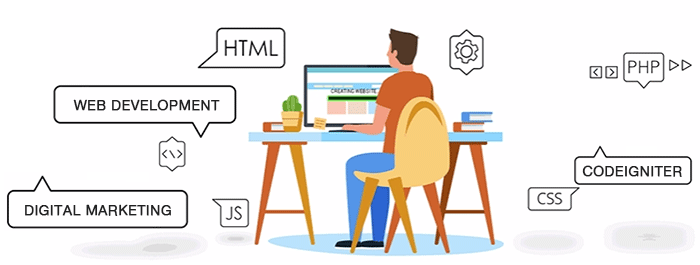 HTML
WEB DEVELOPMENT
CREATING WEBSITE
PHP
CODEIGNITER
DIGITAL MARKETING
JS
CSS